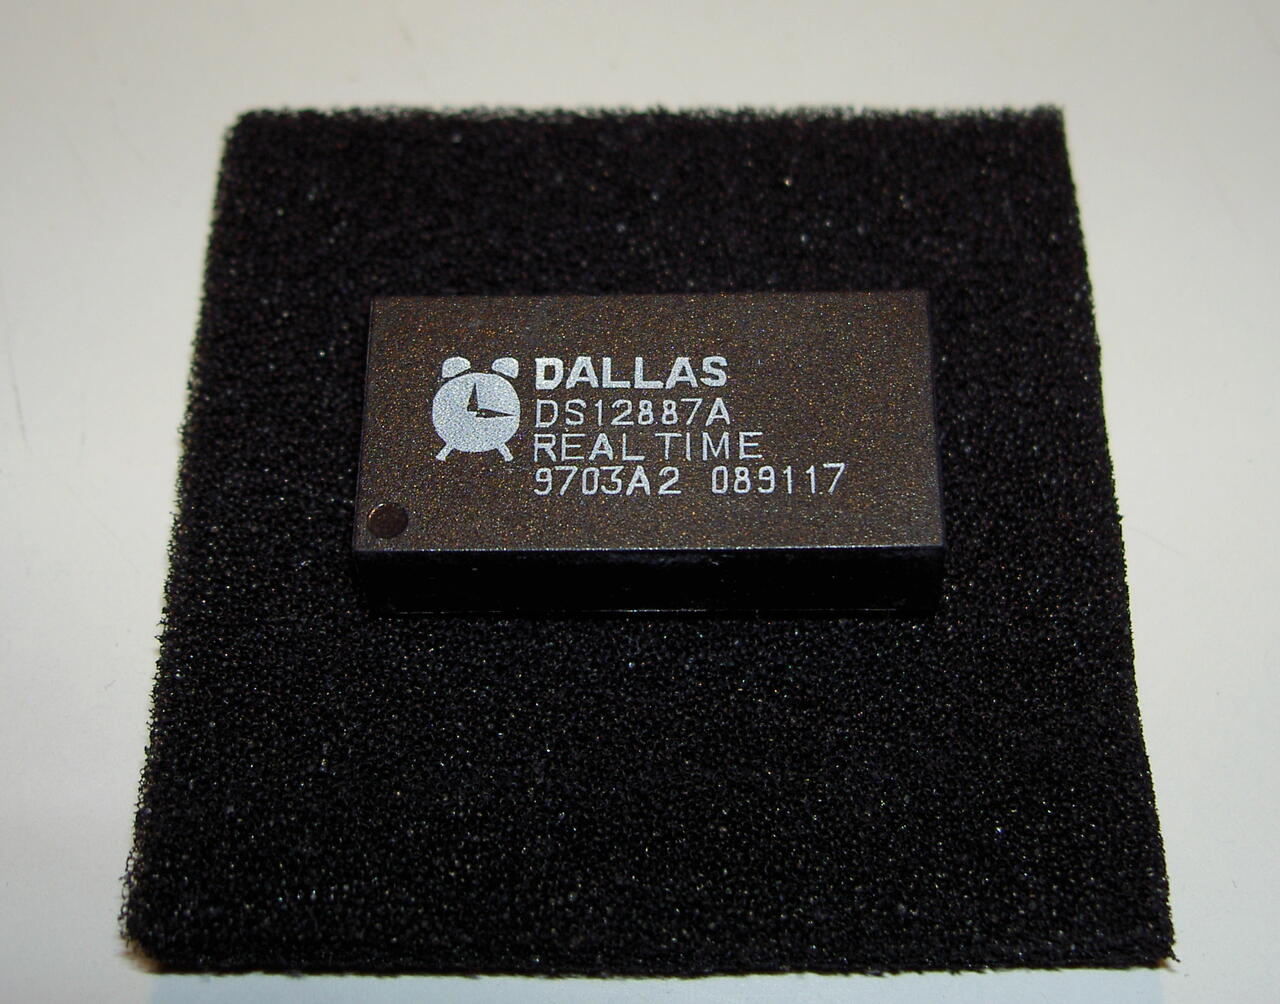 DALLAS
DS12887A
REAL TIME
9703A2 089117